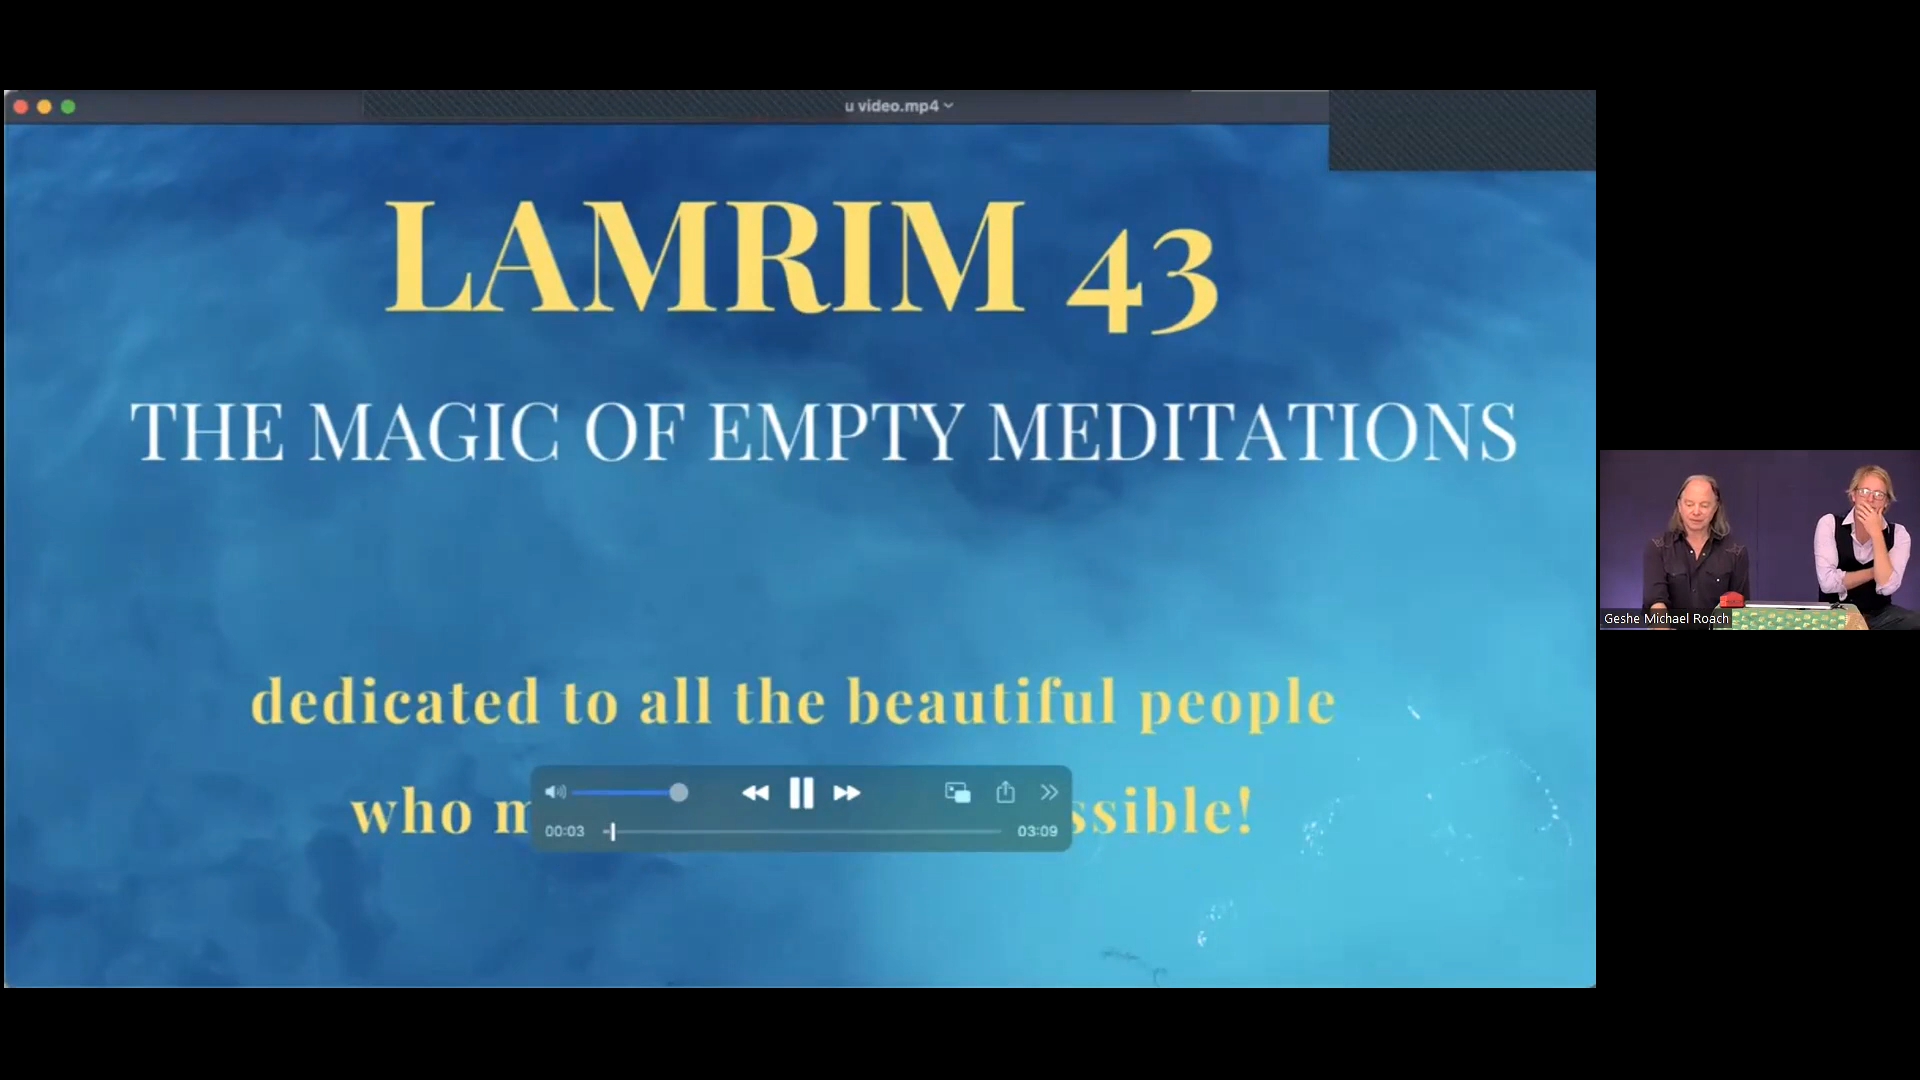 u video.mp4
LAMRIM 43
THE MAGIC OF EMPTY MEDITATIONS
dedicated to all the beautiful people
who m ssible!
00:03 03:09
Geshe Michael Roach